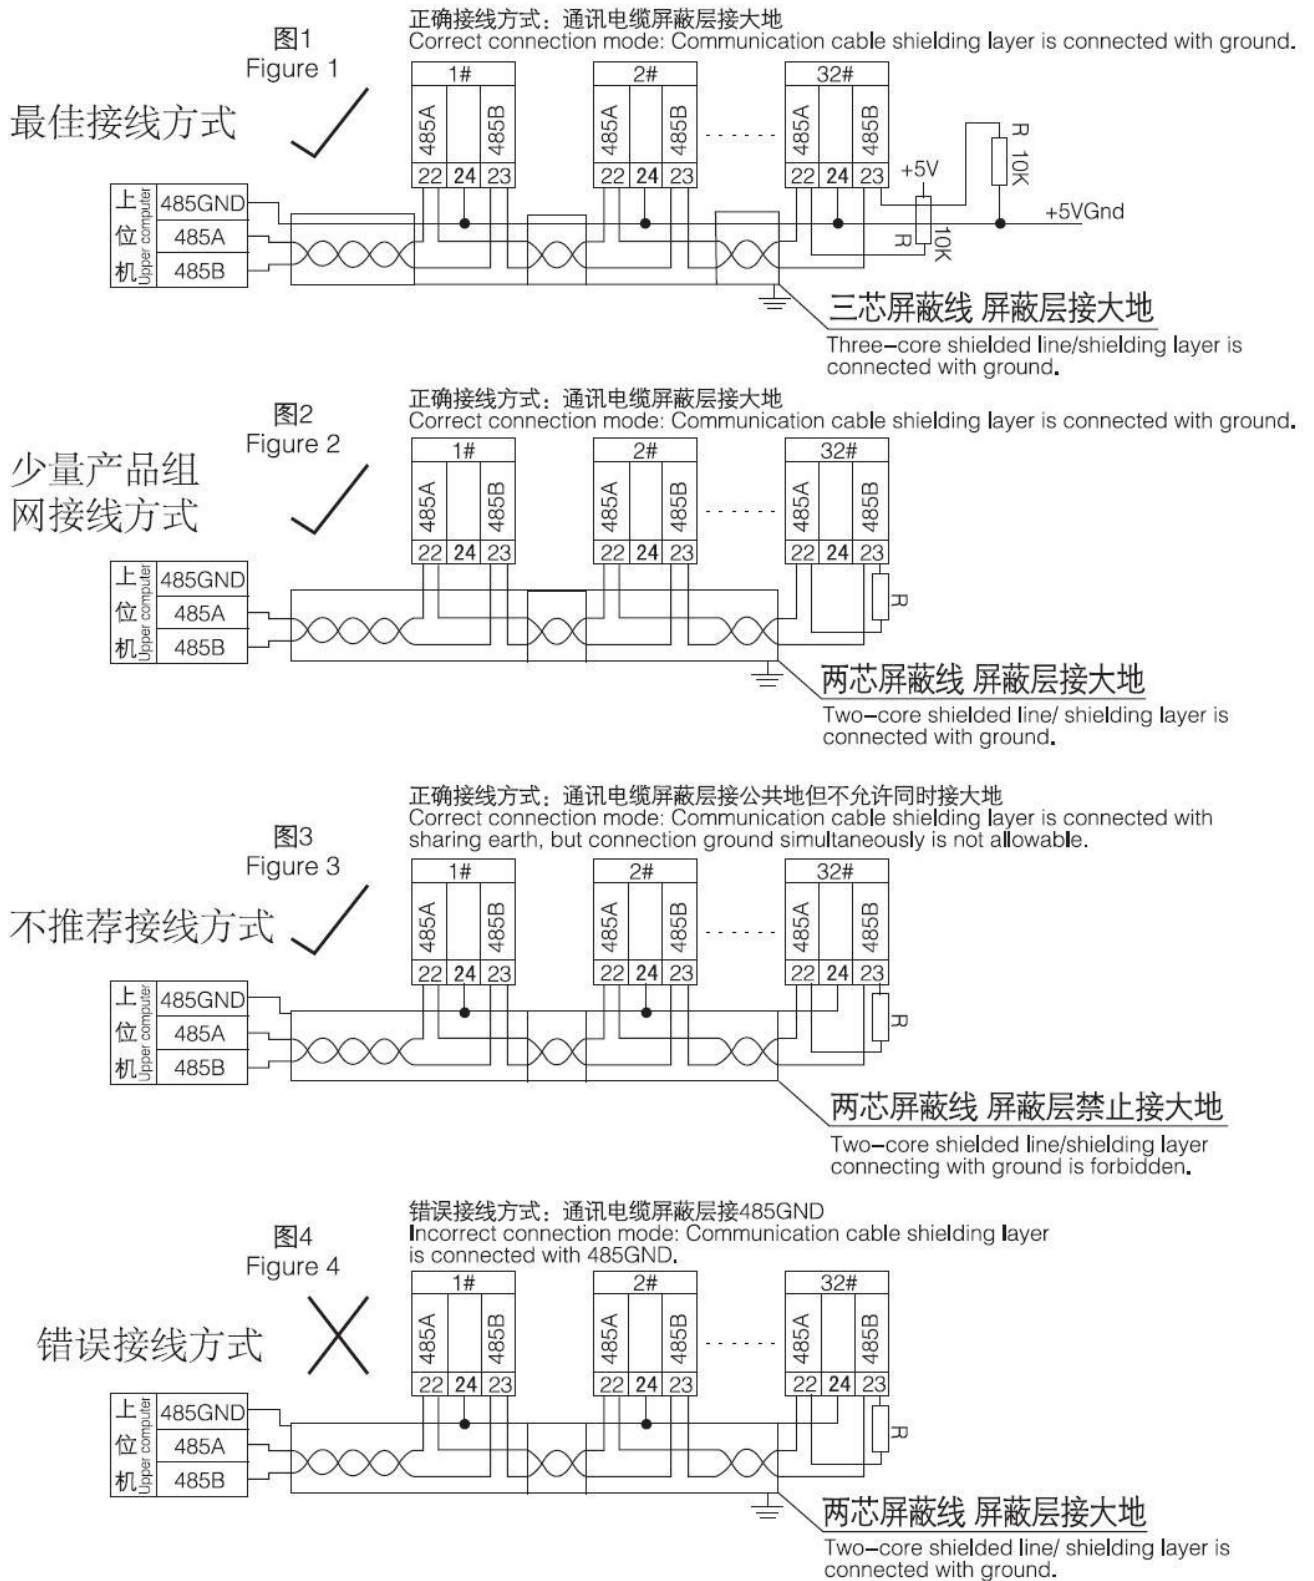 正确接线方式：通讯电缆屏蔽层接大地
Correct connection mode: Communication cable shielding layer is connected with ground.
图1
Figure 1
最佳接线方式
1#
2#
32#
485A
485B
485A
485B
485A
485B
22 24 23
22 24 23
22 24 23
+5V
R 10K
R 10K
+5VGnd
上位机
Upper computer
485GND
485A
485B
三芯屏蔽线 屏蔽层接大地
Three-core shielded line/shielding layer is
connected with ground.
正确接线方式：通讯电缆屏蔽层接大地
Correct connection mode: Communication cable shielding layer is connected with ground.
图2
Figure 2
少量产品组
网接线方式
1#
2#
32#
485A
485B
485A
485B
485A
485B
22 24 23
22 24 23
22 24 23
R
上位机
Upper computer
485GND
485A
485B
两芯屏蔽线 屏蔽层接大地
Two-core shielded line/ shielding layer is
connected with ground.
正确接线方式：通讯电缆屏蔽层接公共地但不允许同时接大地
Correct connection mode: Communication cable shielding layer is connected with
sharing earth, but connection ground simultaneously is not allowable.
图3
Figure 3
不推荐接线方式
1#
2#
32#
485A
485B
485A
485B
485A
485B
22 24 23
22 24 23
22 24 23
R
上位机
Upper computer
485GND
485A
485B
两芯屏蔽线 屏蔽层禁止接大地
Two-core shielded line/shielding layer
connecting with ground is forbidden.
错误接线方式：通讯电缆屏蔽层接485GND
Incorrect connection mode: Communication cable shielding layer
is connected with 485GND.
图4
Figure 4
错误接线方式
1#
2#
32#
485A
485B
485A
485B
485A
485B
22 24 23
22 24 23
22 24 23
R
上位机
Upper computer
485GND
485A
485B
两芯屏蔽线 屏蔽层接大地
Two-core shielded line/ shielding layer is
connected with ground.